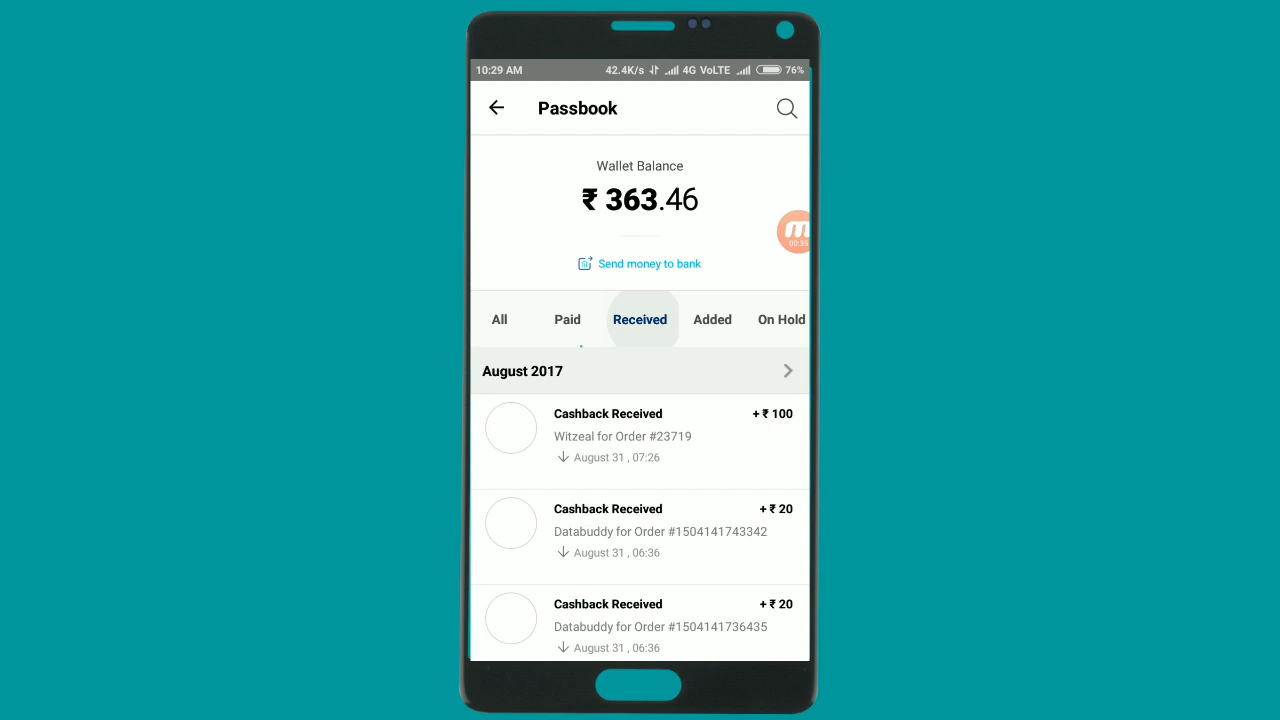 10:29 AM 42.4K/s 4G VoLTE 76%
Passbook
Wallet Balance
₹ 363.46
00:35
Send money to bank
All Paid Received Added On Hold
August 2017
Cashback Received + ₹ 100
Witzeal for Order #23719
August 31 , 07:26
Cashback Received + ₹ 20
Databuddy for Order #1504141743342
August 31 , 06:36
Cashback Received + ₹ 20
Databuddy for Order #1504141736435
August 31 , 06:36